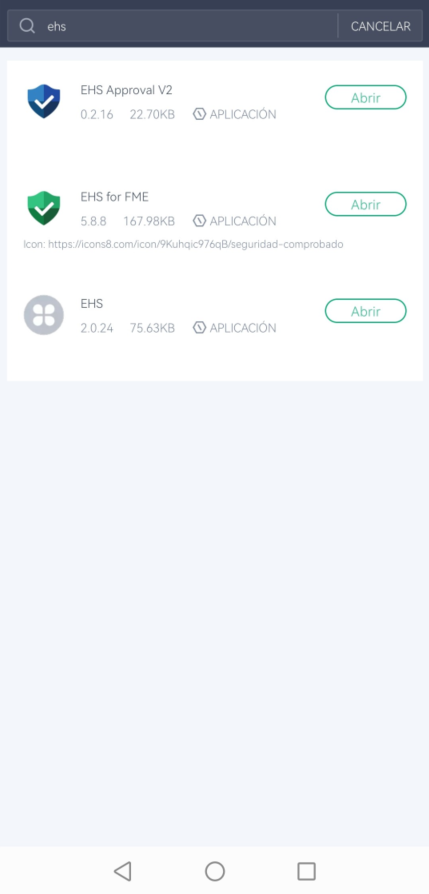 ehs
CANCELAR
EHS Approval V2
0.2.16 22.70KB APLICACIÓN
Abrir
EHS for FME
5.8.8 167.98KB APLICACIÓN
Abrir
Icon: https://icons8.com/icon/9Kuhqic976qB/seguridad-comprobado
EHS
2.0.24 75.63KB APLICACIÓN
Abrir